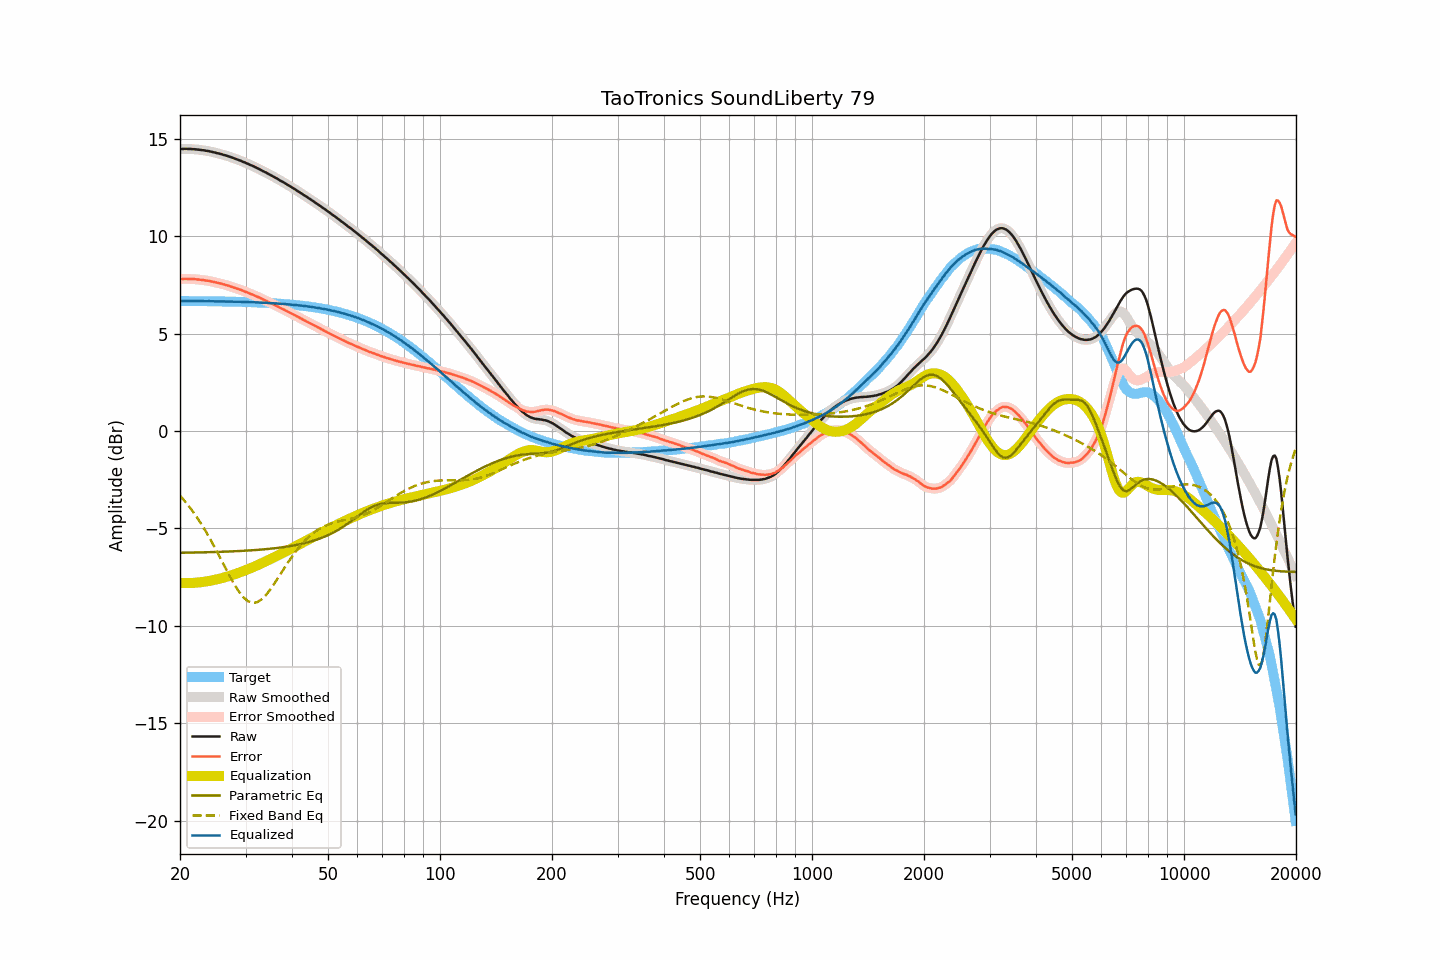 TaoTronics SoundLiberty 79
15
10
5
0
−5
−10
−15
−20
Amplitude (dBr)
Target
Raw Smoothed
Error Smoothed
Raw
Error
Equalization
Parametric Eq
Fixed Band Eq
Equalized
20 50 100 200 500 1000 2000 5000 10000 20000
Frequency (Hz)